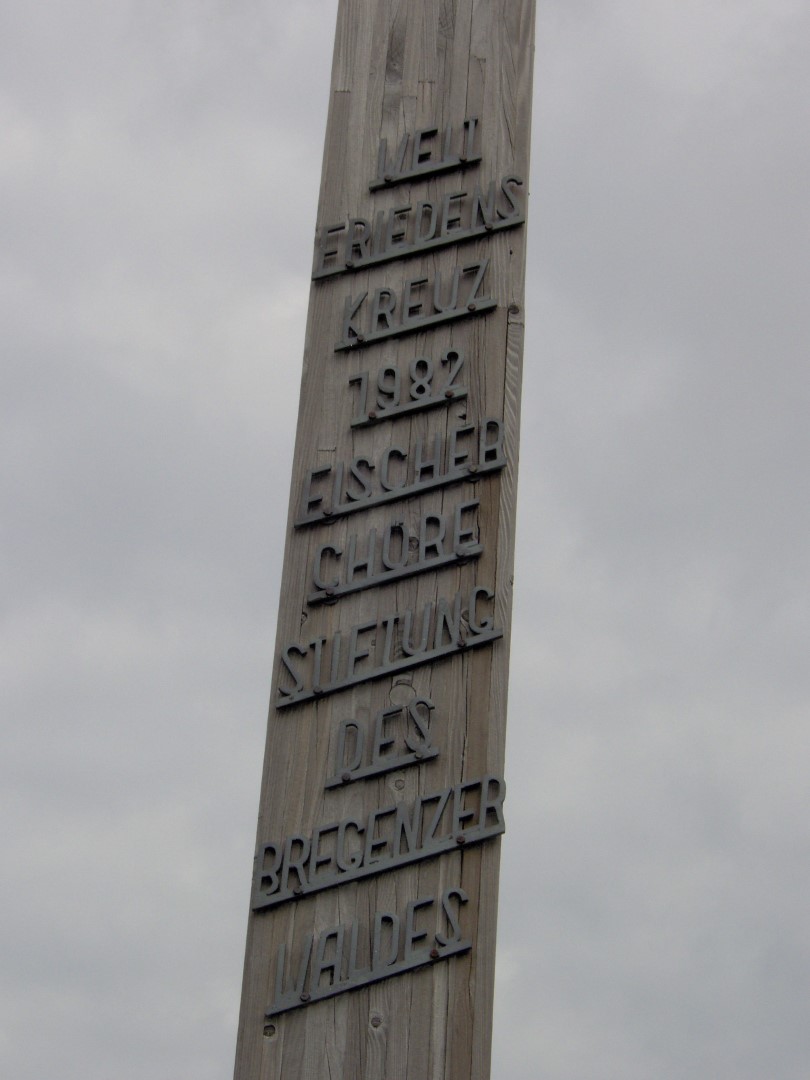 WELT
FRIEDENS
KREUZ
1982
FISCHER
CHÖRE
STIFTUNG
DES
BREGENZER
WALDES